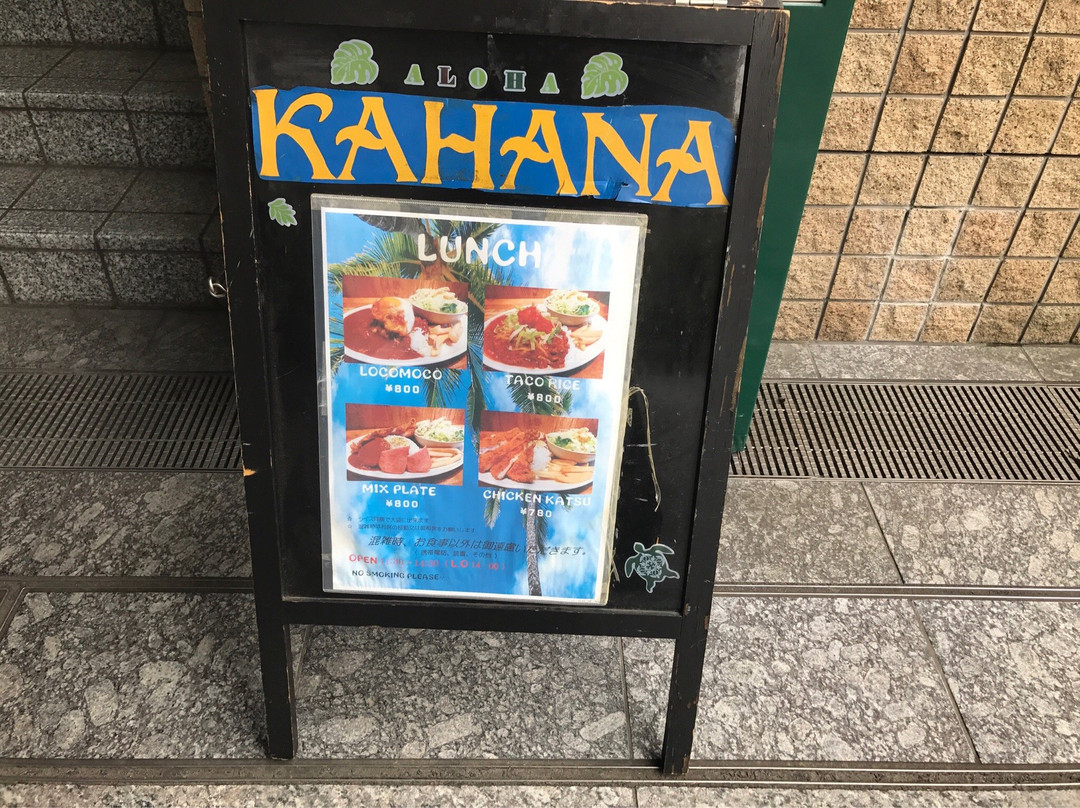 ALOHA
KAHANA
LUNCH
LOCOMOCO
¥800
TACO RICE
¥800
MIX PLATE
¥800
CHICKEN KATSU
¥780
混雑時、お食事以外は御遠慮いただきます。
OPEN
NO SMOKING PLEASE